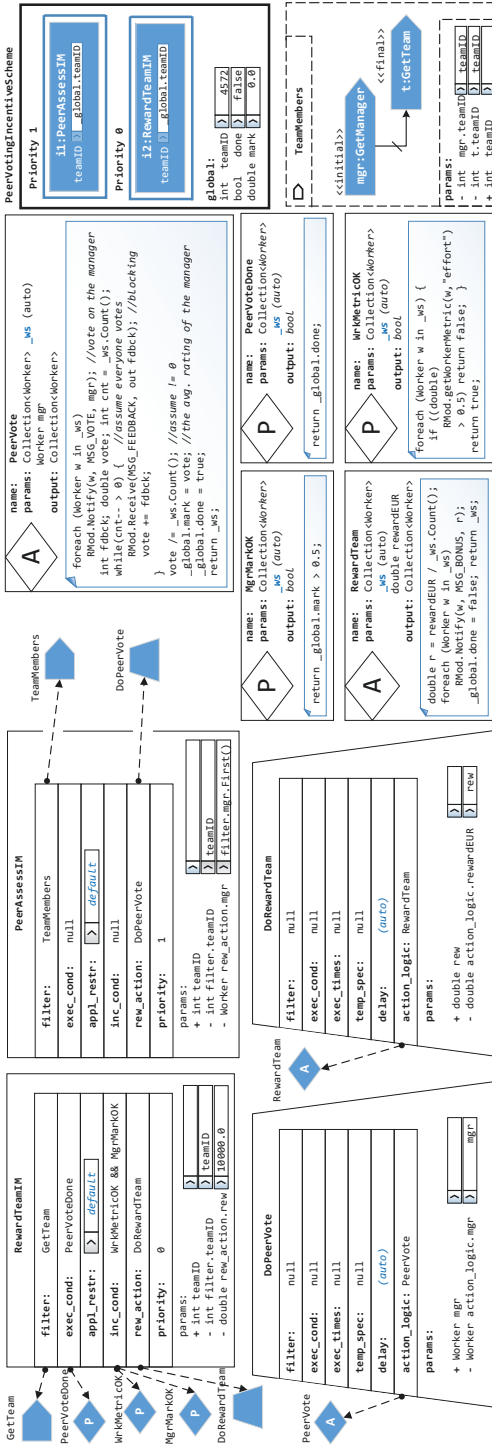 RewardTeamIM
GetTeam
PeerVoteDone
WrkMetricOK
MgrMarkOK
DoRewardTeam
P
P
P
filter: GetTeam
exec_cond: PeerVoteDone
appl_restr: > default
inc_cond: WrkMetricOK && MgrMarkOK
rew_action: DoRewardTeam
priority: 0
params:
+ int teamID >
- int filter.teamID > teamID
- double rew_action.rew > 10000.0
PeerAssessIM
filter: TeamMembers
exec_cond: null
appl_restr: > default
inc_cond: null
rew_action: DoPeerVote
priority: 1
params:
+ int teamID >
- int filter.teamID > teamID
- Worker rew_action.mgr > filter.mgr.First()
TeamMembers
DoPeerVote
A
name: PeerVote
params: Collection<Worker> _ws (auto)
Worker mgr
output: Collection<Worker>
foreach (Worker w in _ws)
RMod.Notify(w, MSG_VOTE, mgr); //vote on the manager
int fdbck; double vote; int cnt = _ws.Count();
while(cnt-- > 0) { //assume everyone votes
RMod.Receive(MSG_FEEDBACK, out fdbck); //blocking
vote += fdbck;
}
vote /= _ws.Count(); //assume != 0
_global.mark = vote; //the avg. rating of the manager
_global.done = true;
return _ws;
PeerVotingIncentiveScheme
Priority 1
i1:PeerAssessIM
teamID > _global.teamID
Priority 0
i2:RewardTeamIM
teamID > _global.teamID
global:
int teamID > 4572
bool done > false
double mark > 0.0
DoPeerVote
PeerVote
A
filter: null
exec_cond: null
exec_times: null
temp_spec: null
delay: (auto)
action_logic: PeerVote
params:
+ Worker mgr >
- Worker action_logic.mgr > mgr
DoRewardTeam
RewardTeam
A
filter: null
exec_cond: null
exec_times: null
temp_spec: null
delay: (auto)
action_logic: RewardTeam
params:
+ double rew >
- double action_logic.rewardEUR > rew
P
name: MgrMarkOK
params: Collection<Worker>
_ws (auto)
output: bool
return _global.mark > 0.5;
P
name: PeerVoteDone
params: Collection<Worker>
_ws (auto)
output: bool
return _global.done;
A
name: RewardTeam
params: Collection<Worker>
_ws (auto)
double rewardEUR
output: Collection<Worker>
double r = rewardEUR / _ws.Count();
foreach (Worker w in _ws)
RMod.Notify(w, MSG_BONUS, r);
_global.done = false; return _ws;
P
name: WrkMetricOK
params: Collection<Worker>
_ws (auto)
output: bool
foreach (Worker w in _ws) {
if ((double)
RMod.getWorkerMetric(w,"effort")
> 0.5) return false; }
return true;
TeamMembers
<<initial>>
mgr:GetManager
<<final>>
t:GetTeam
params:
- int mgr.teamID > teamID
- int t.teamID > teamID
+ int teamID >